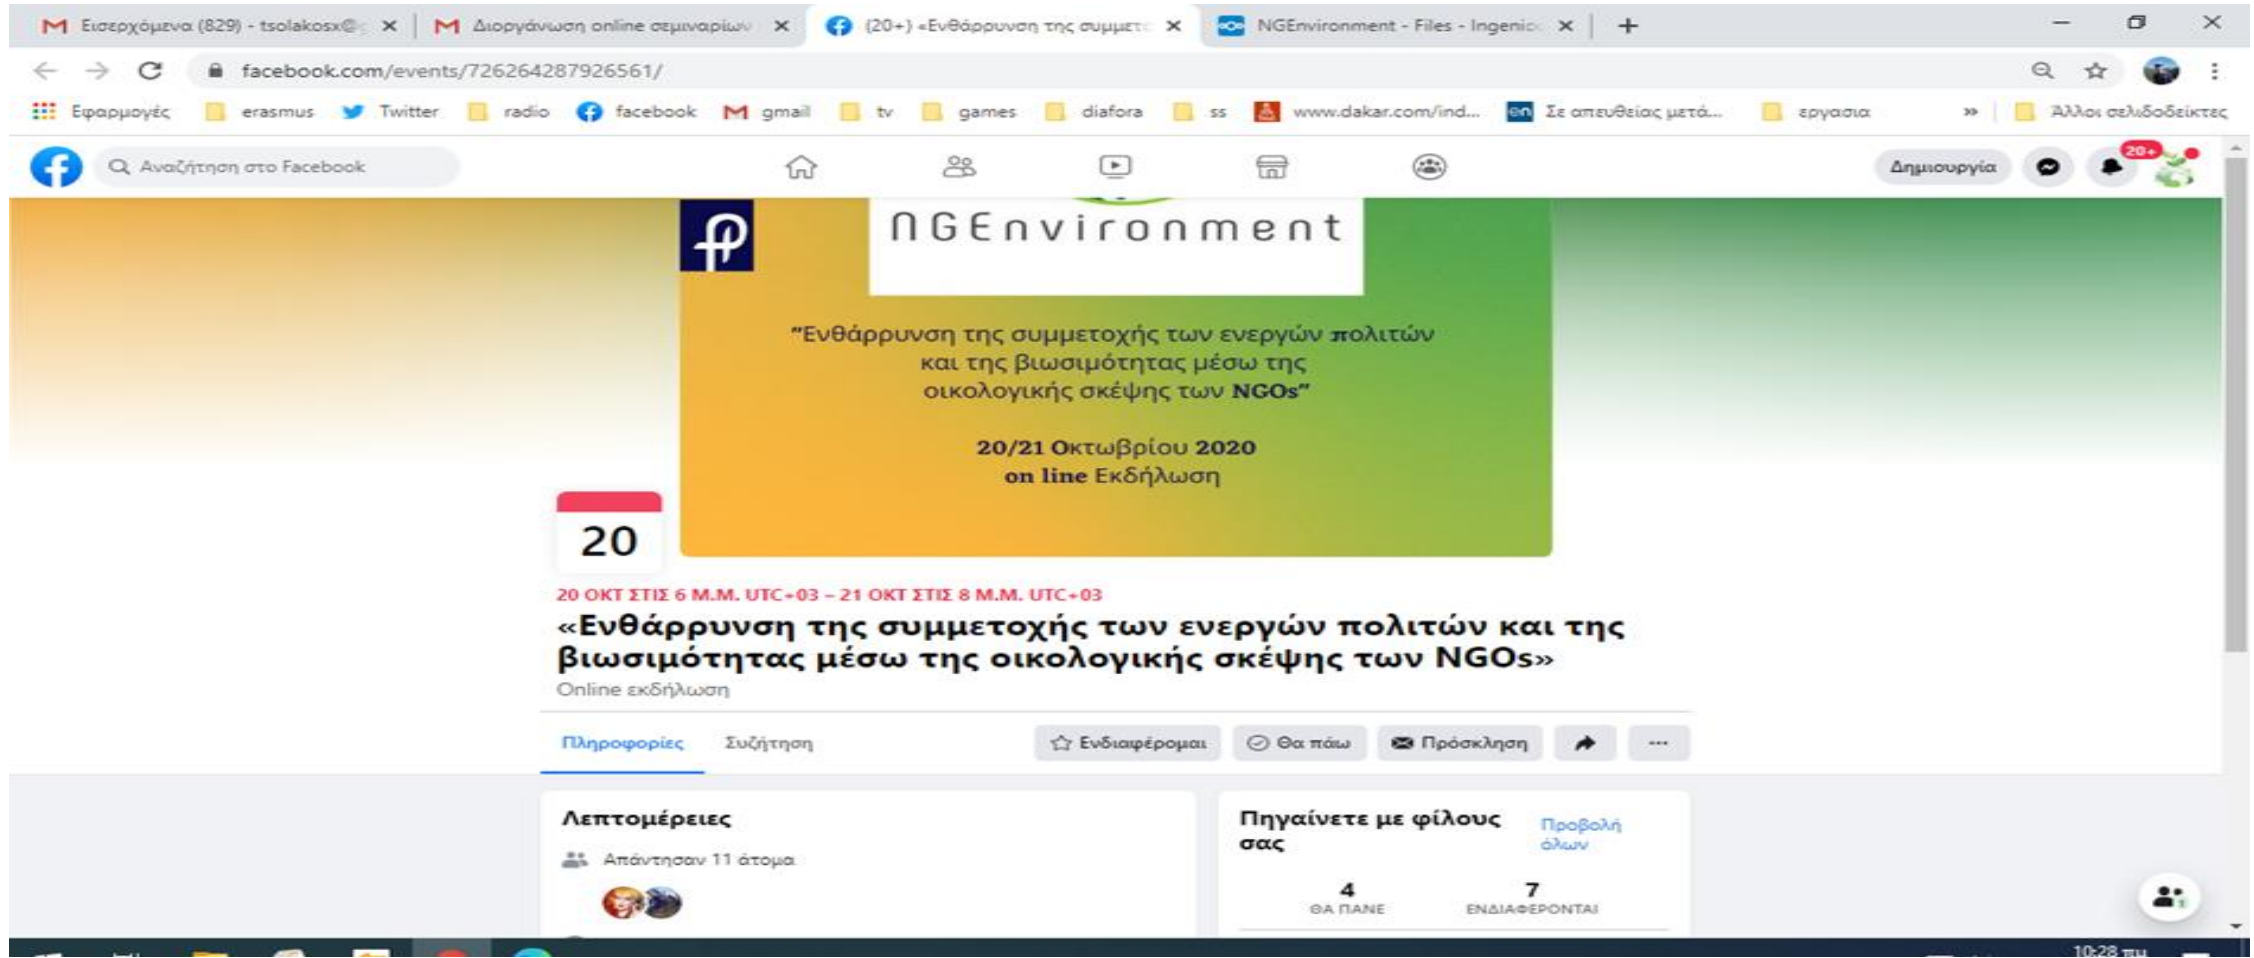 Εισερχόμενα (829) - tsolakosx@
Διοργάνωση online σεμιναρίων
(20+) «Ενθάρρυνση της συμμετο
NGEnvironment - Files - Ingenio
facebook.com/events/726264287926561/
Εφαρμογές erasmus Twitter radio facebook gmail tv games diafora ss www.dakar.com/ind... en Σε απευθείας μετά... εργασια » Άλλοι σελιδοδείκτες
Αναζήτηση στο Facebook
Δημιουργία
20+
NGEnvironment
"Ενθάρρυνση της συμμετοχής των ενεργών πολιτών
και της βιωσιμότητας μέσω της
οικολογικής σκέψης των NGOs"
20/21 Οκτωβρίου 2020
on line Εκδήλωση
20
20 ΟΚΤ ΣΤΙΣ 6 Μ.Μ. UTC+03 – 21 ΟΚΤ ΣΤΙΣ 8 Μ.Μ. UTC+03
«Ενθάρρυνση της συμμετοχής των ενεργών πολιτών και της
βιωσιμότητας μέσω της οικολογικής σκέψης των NGOs»
Online εκδήλωση
Πληροφορίες Συζήτηση Ενδιαφέρομαι Θα πάω Πρόσκληση ...
Λεπτομέρειες
Απάντησαν 11 άτομα
Πηγαίνετε με φίλους
σας
Προβολή
όλων
4 7
ΘΑ ΠΑΝΕ ΕΝΔΙΑΦΕΡΟΝΤΑΙ
1
10:28 πμ